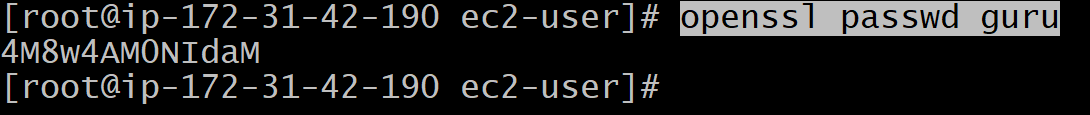 [root@ip-172-31-42-190 ec2-user]# openssl passwd guru
4M8w4AMONIdaM
[root@ip-172-31-42-190 ec2-user]#